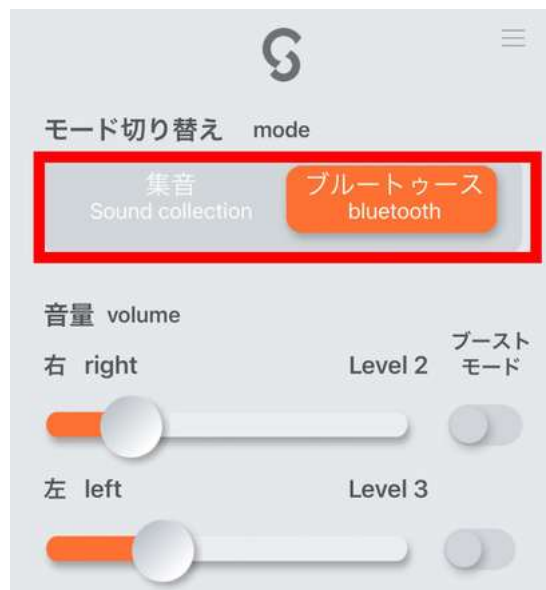 モード切り替え mode
集音 ブルートゥース
Sound collection bluetooth
音量 volume
ブースト
モード
右 right Level 2
左 left Level 3